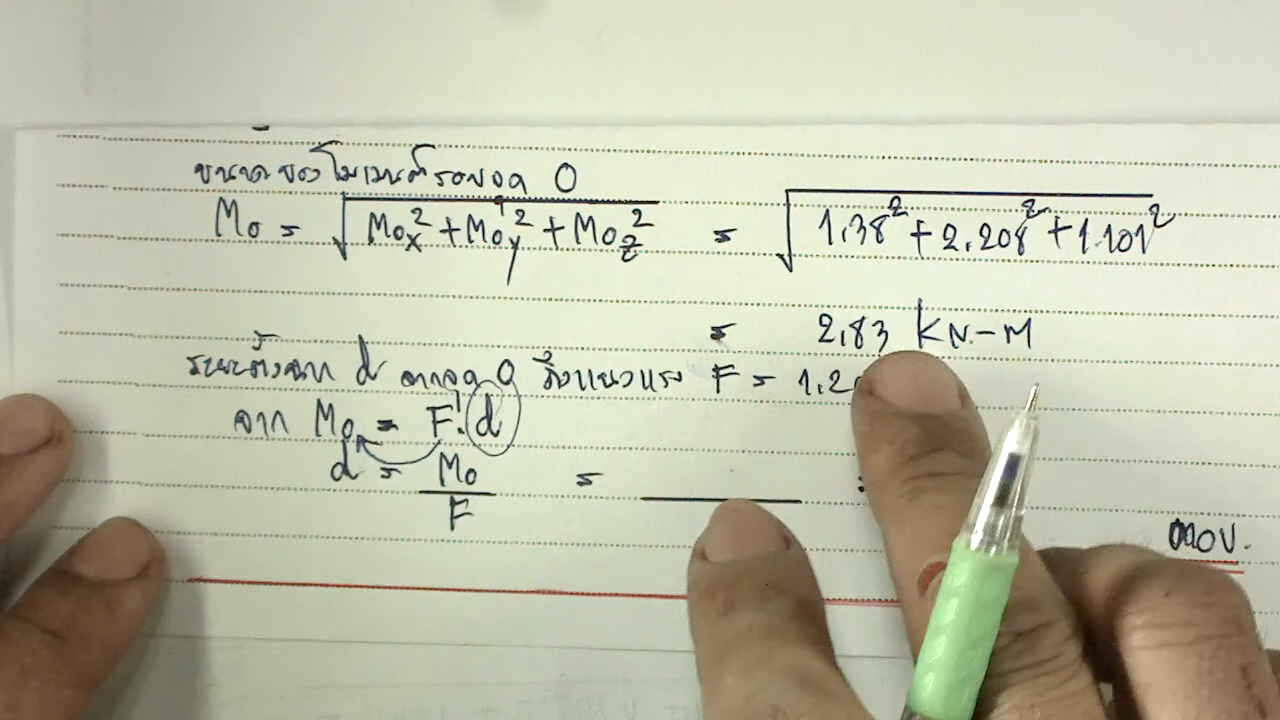 ขนาดของโมเมนต์รอบจุด O
Mo = √Mox² + Moy² + Moz² = √1.38² + 2.208² + 1.101²
= 2.83 KN-M
ระยะตั้งฉาก d จากจุด O ถึงแนวแรง F = 1.2
จาก Mo = F.d
d = Mo/F =
ตอบ.